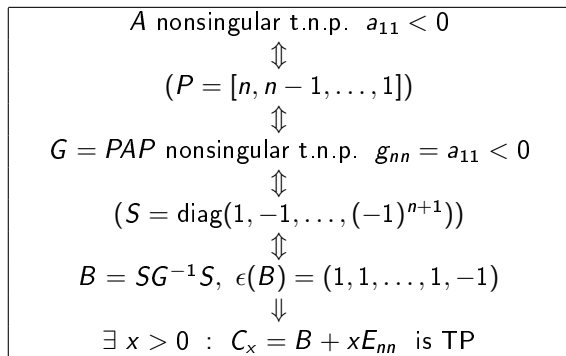 A nonsingular t.n.p. a₁₁ < 0
⇕
(P = [n, n − 1, . . . , 1])
⇕
G = PAP nonsingular t.n.p. gₙₙ = a₁₁ < 0
⇕
(S = diag(1, −1, . . . , (−1)ⁿ⁺¹))
⇕
B = SG⁻¹S, ϵ(B) = (1, 1, . . . , 1, −1)
⇓
∃ x > 0 : Cₓ = B + xEₙₙ is TP